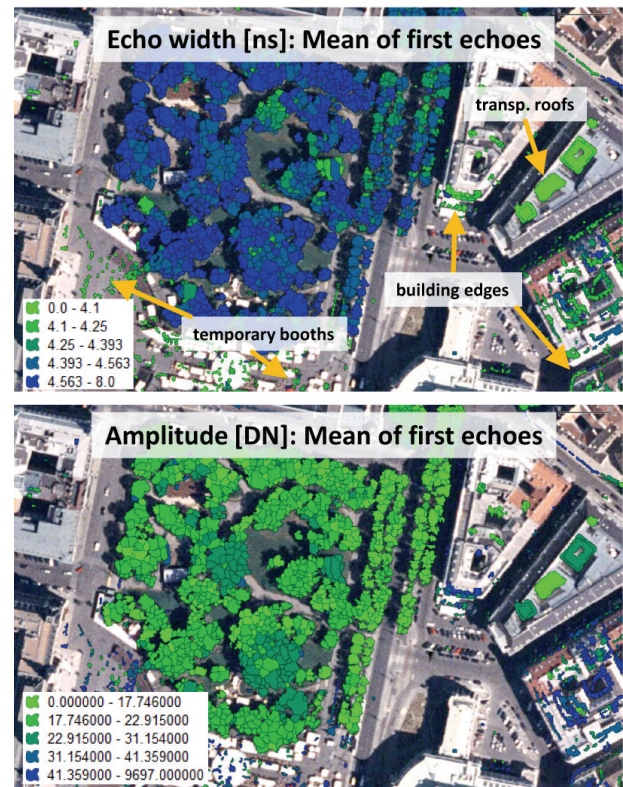 Echo width [ns]: Mean of first echoes
transp. roofs
building edges
temporary booths
0.0 - 4.1
4.1 - 4.25
4.25 - 4.393
4.393 - 4.563
4.563 - 8.0
Amplitude [DN]: Mean of first echoes
0.000000 - 17.746000
17.746000 - 22.915000
22.915000 - 31.154000
31.154000 - 41.359000
41.359000 - 9697.000000